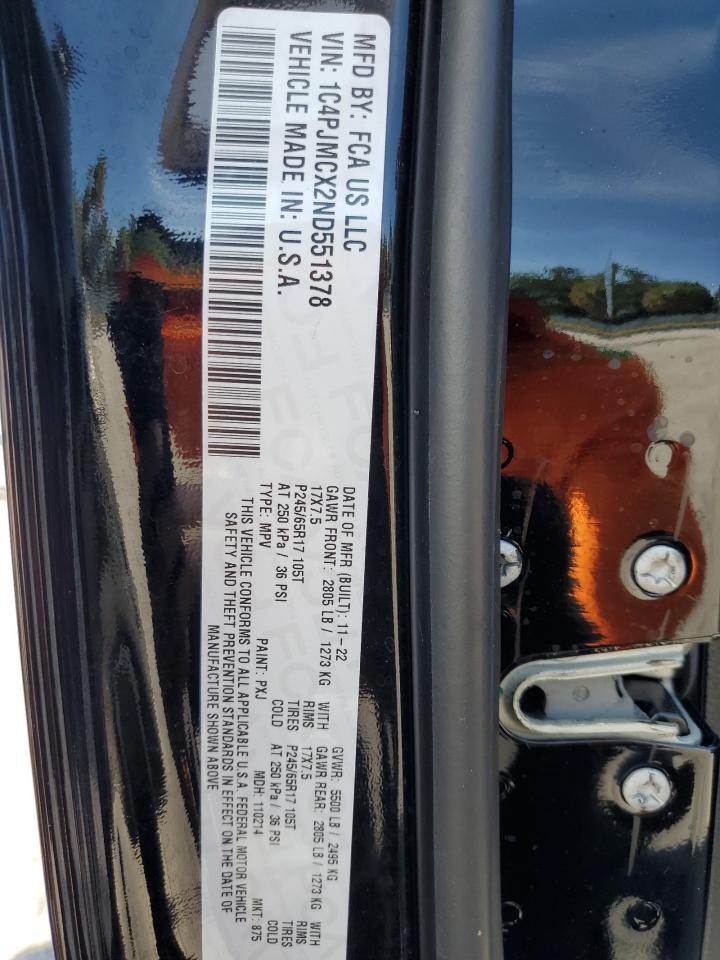 MFD BY: FCA US LLC
VIN: 1C4PJMCX2ND551378
VEHICLE MADE IN: U.S.A.
DATE OF MFR (BUILT): 11-22 GVWR: 5500 LB / 2495 KG
GAWR FRONT: 2805 LB / 1273 KG WITH GAWR REAR: 2805 LB / 1273 KG WITH
17X7.5 RIMS 17X7.5 RIMS
P245/65R17 105T TIRES P245/65R17 105T TIRES
AT 250 kPa / 36 PSI COLD AT 250 kPa / 36 PSI COLD
TYPE: MPV PAINT: PXJ MDH: 110214 MKT: 875
THIS VEHICLE CONFORMS TO ALL APPLICABLE U.S.A. FEDERAL MOTOR VEHICLE
SAFETY AND THEFT PREVENTION STANDARDS IN EFFECT ON THE DATE OF
MANUFACTURE SHOWN ABOVE